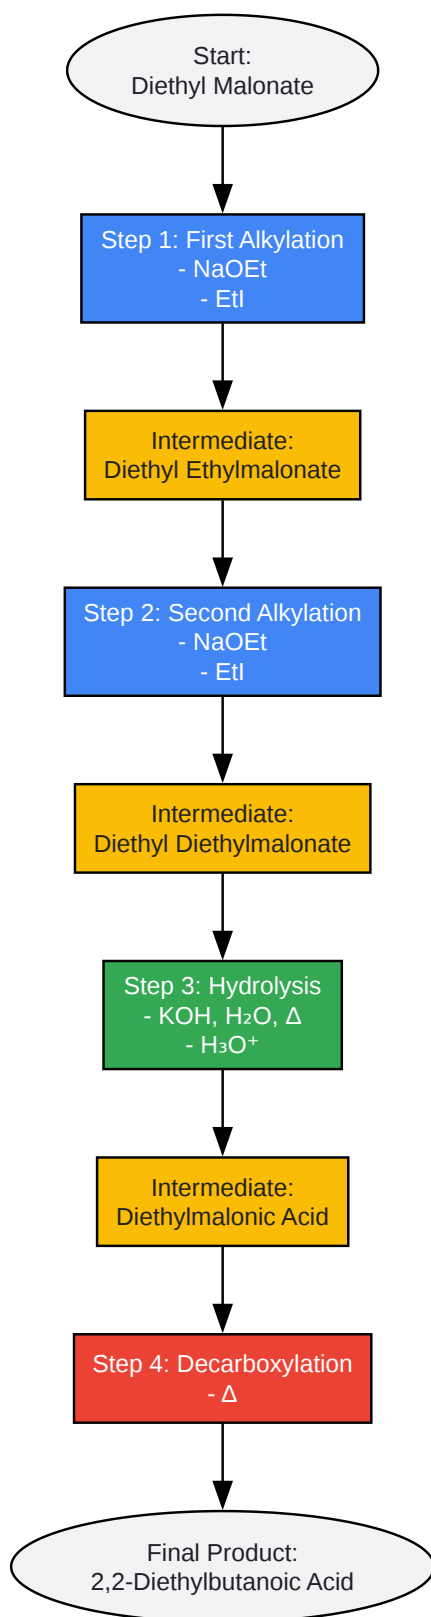 Start:
Diethyl Malonate
Step 1: First Alkylation
- NaOEt
- EtI
Intermediate:
Diethyl Ethylmalonate
Step 2: Second Alkylation
- NaOEt
- EtI
Intermediate:
Diethyl Diethylmalonate
Step 3: Hydrolysis
- KOH, H₂O, Δ
- H₃O⁺
Intermediate:
Diethylmalonic Acid
Step 4: Decarboxylation
- Δ
Final Product:
2,2-Diethylbutanoic Acid